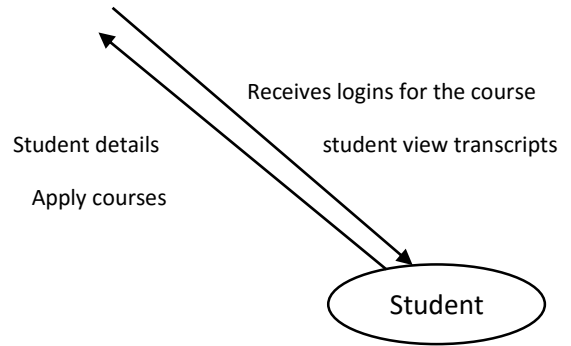 Receives logins for the course
Student details
student view transcripts
Apply courses
Student